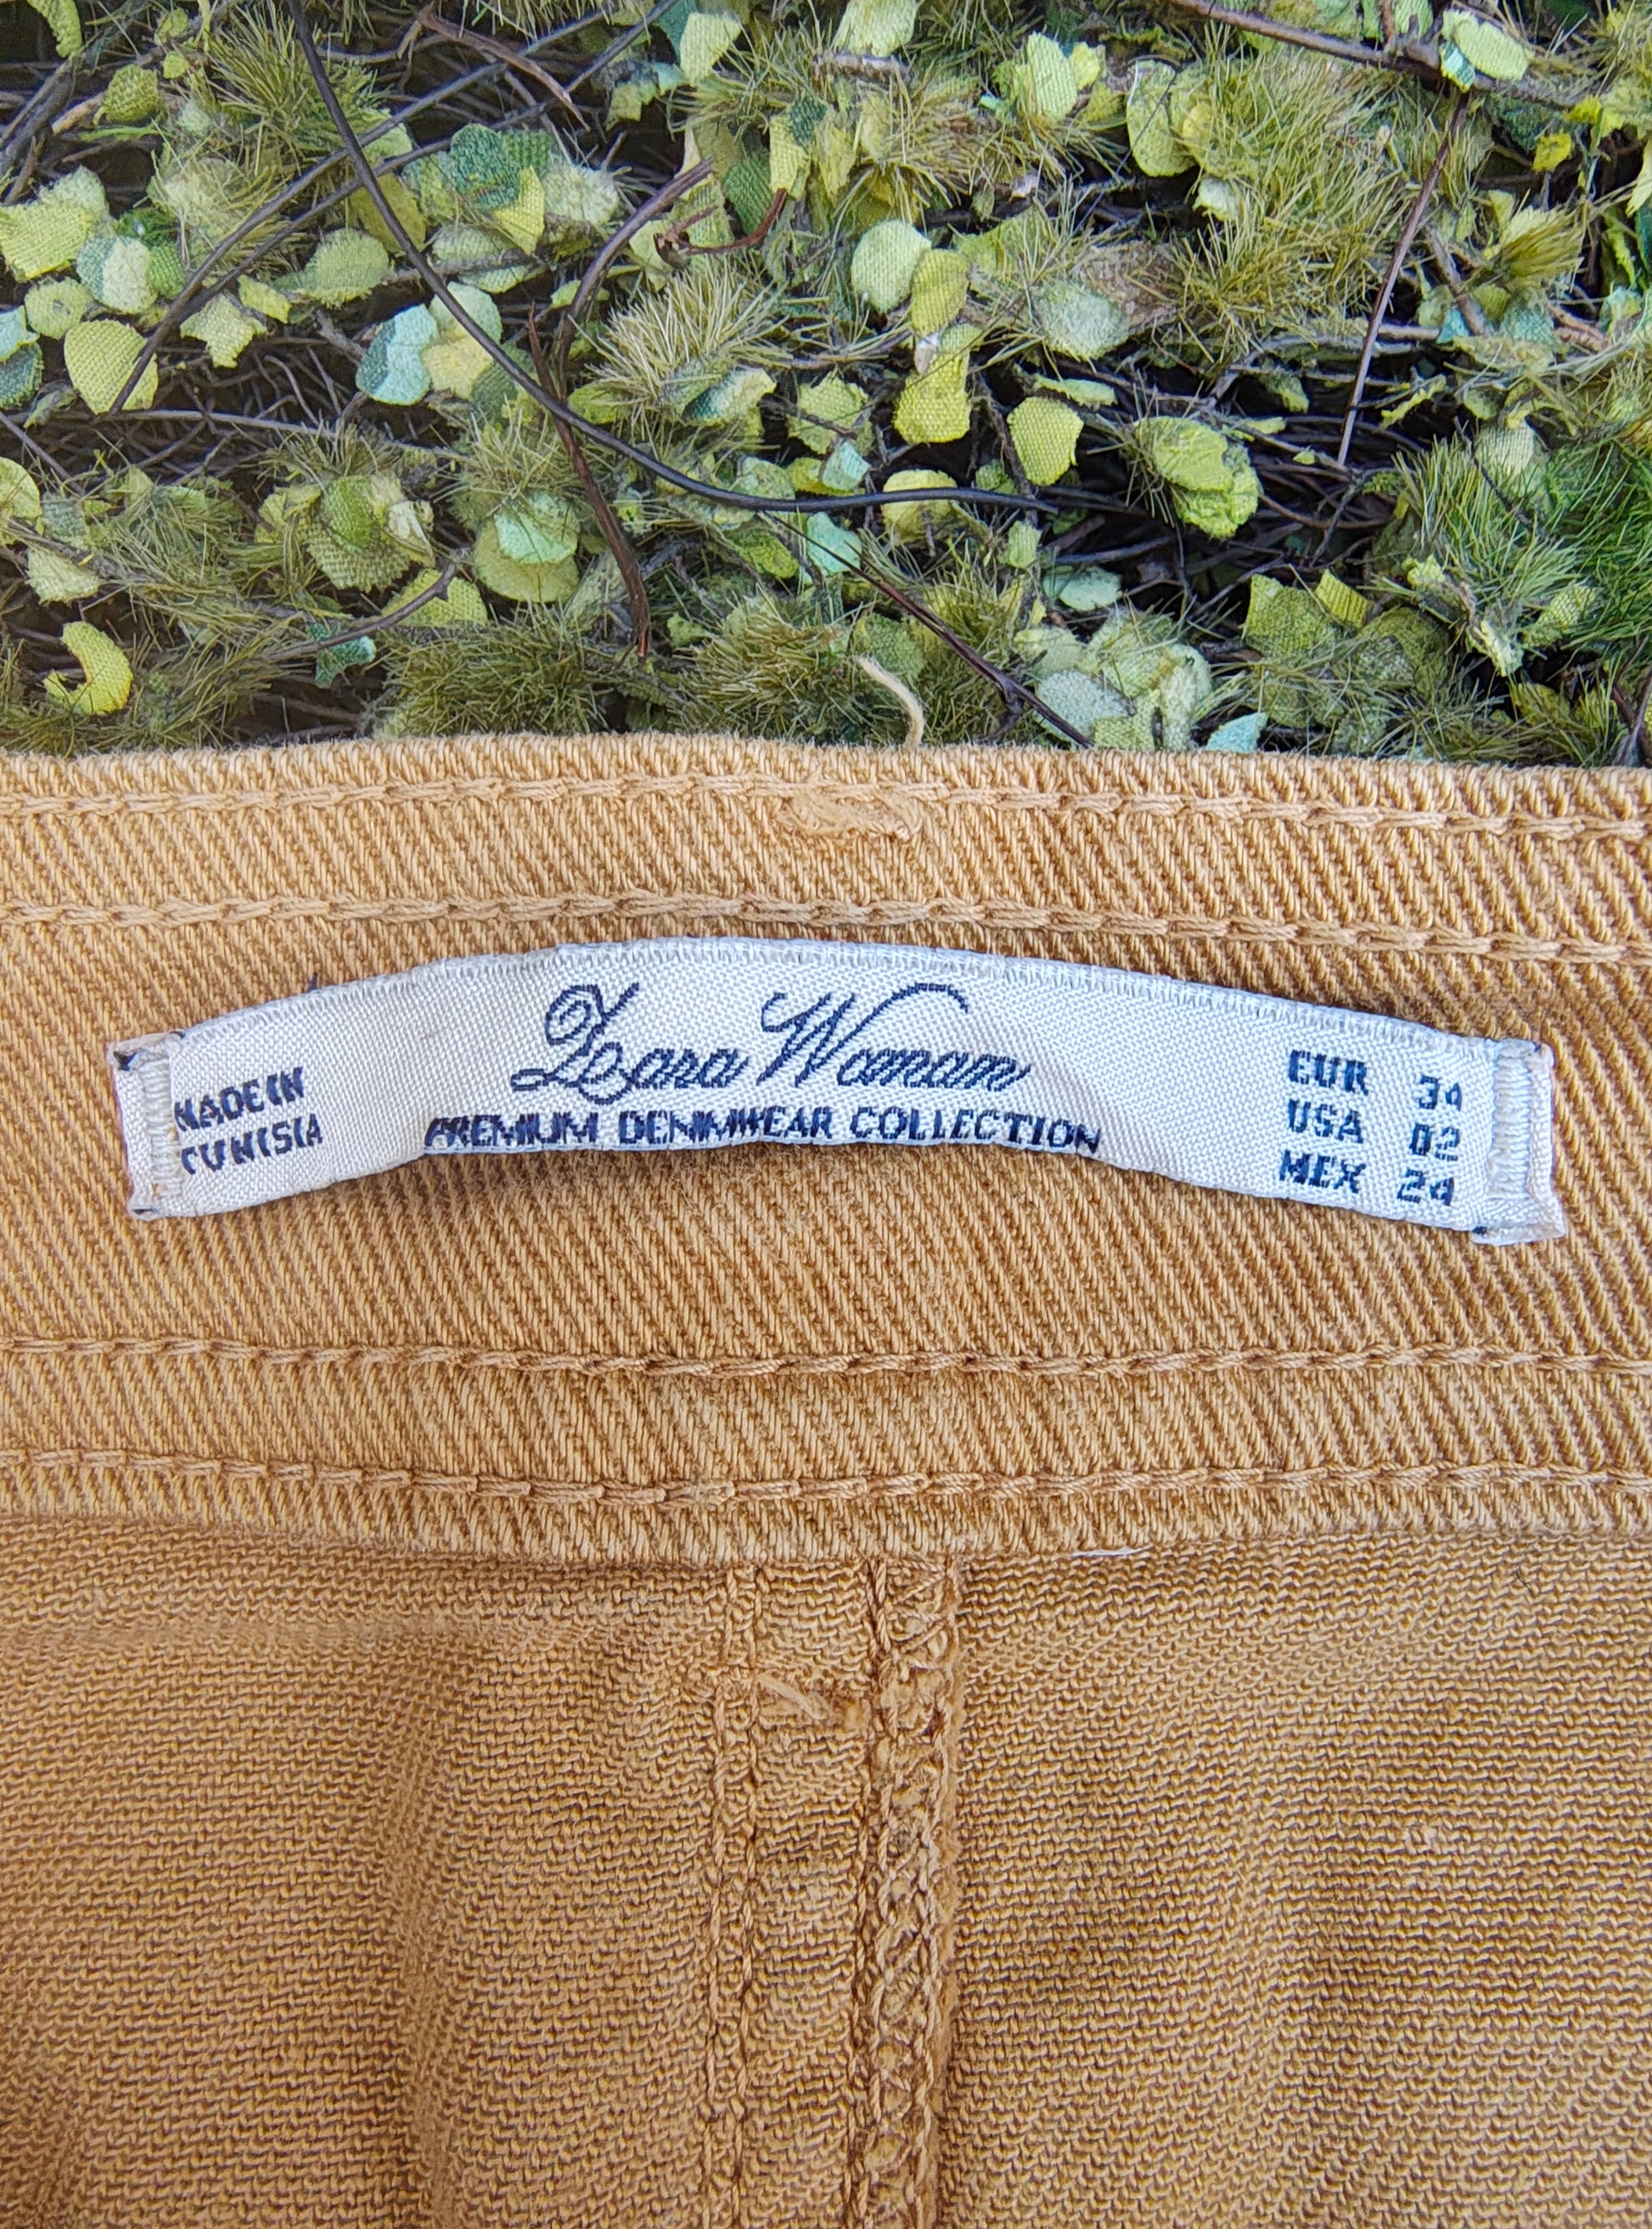 MADE IN
TUNISIA
Zara Woman
PREMIUM DENIMWEAR COLLECTION
EUR 34
USA 02
MEX 24